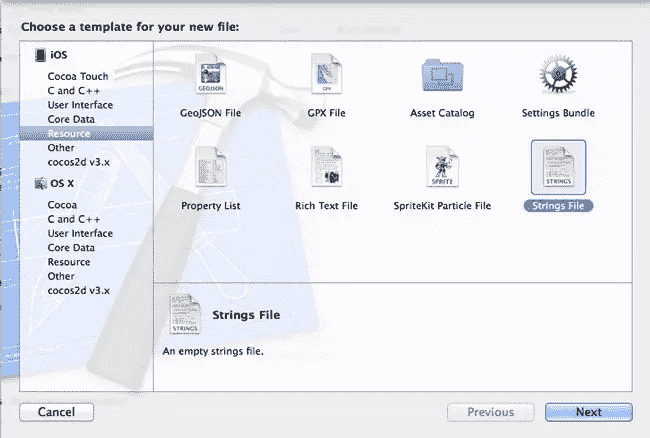 Choose a template for your new file:
iOS
Cocoa Touch
C and C++
User Interface
Core Data
Resource
Other
cocos2d v3.x
OS X
Cocoa
C and C++
User Interface
Core Data
Resource
Other
cocos2d v3.x
GEOJSON
GPX
GeoJSON File
GPX File
Asset Catalog
Settings Bundle
SPRITE
STRINGS
Property List
Rich Text File
SpriteKit Particle File
Strings File
STRINGS
Strings File
An empty strings file.
Cancel
Previous
Next